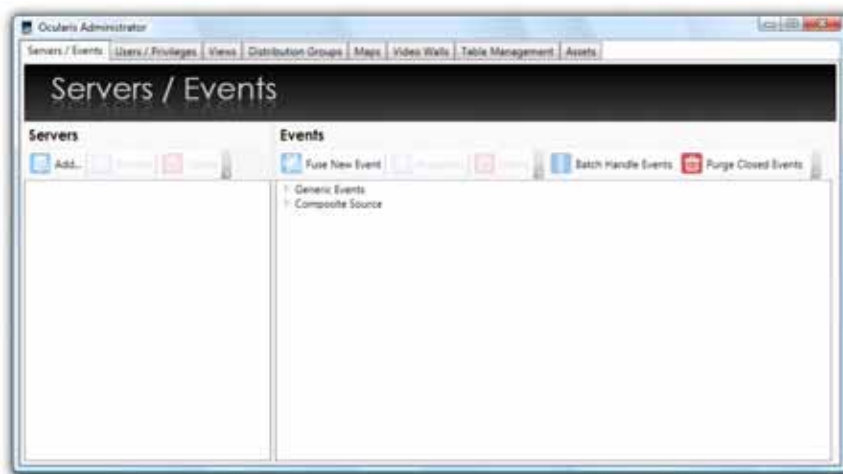 Ocularis Administrator
Servers / Events Users / Privileges Views Distribution Groups Maps Video Walls Table Management Assets
Servers / Events
Servers Events
Add... Fuse New Event Batch Handle Events Purge Closed Events
Generic Events
Composite Source